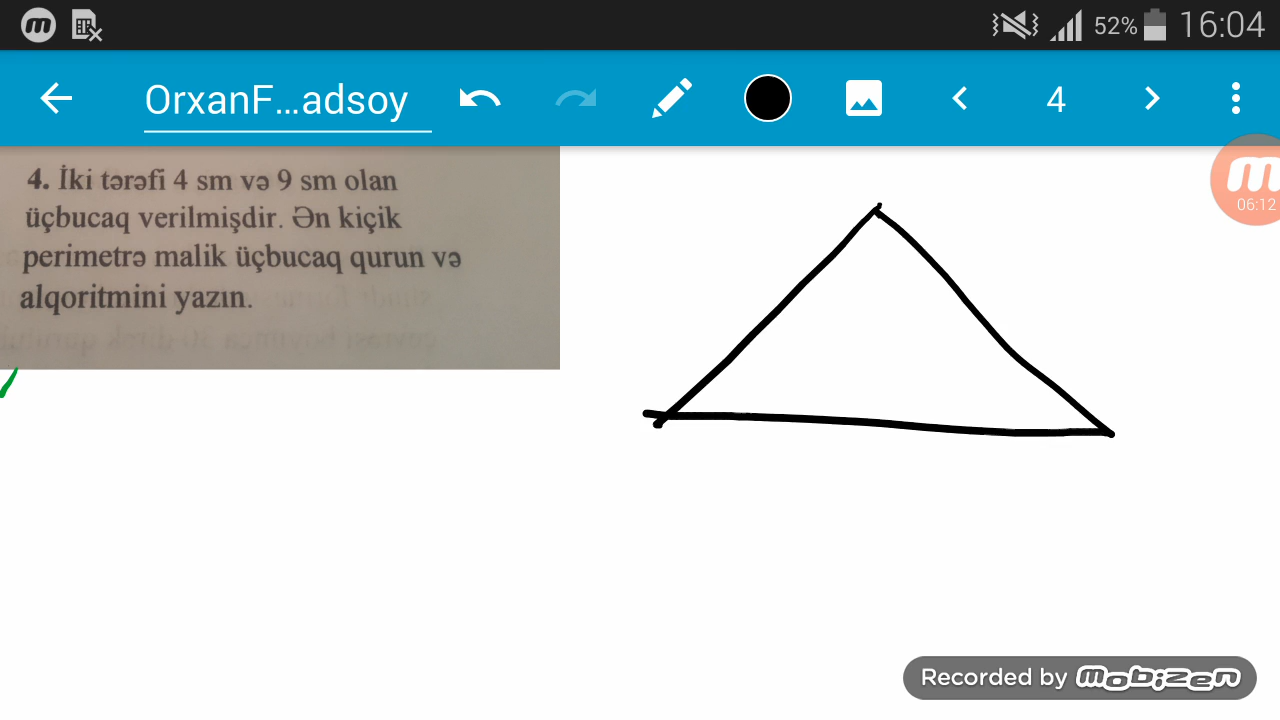 52% 16:04
OrxanF...adsoy 4
4. İki tərəfi 4 sm və 9 sm olan
üçbucaq verilmişdir. Ən kiçik
perimetrə malik üçbucaq qurun və
alqoritmini yazın.
06:12
Recorded by mobizen